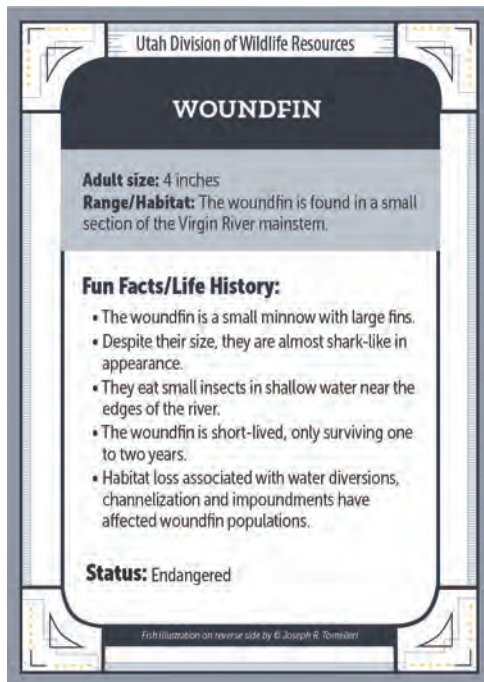 Utah Division of Wildlife Resources
WOUNDFIN
Adult size: 4 inches
Range/Habitat: The woundfin is found in a small
section of the Virgin River mainstem.
Fun Facts/Life History:
• The woundfin is a small minnow with large fins.
• Despite their size, they are almost shark-like in
appearance.
• They eat small insects in shallow water near the
edges of the river.
• The woundfin is short-lived, only surviving one
to two years.
• Habitat loss associated with water diversions,
channelization and impoundments have
affected woundfin populations.
Status: Endangered
Fish illustration on reverse side by © Joseph R. Tomelleri